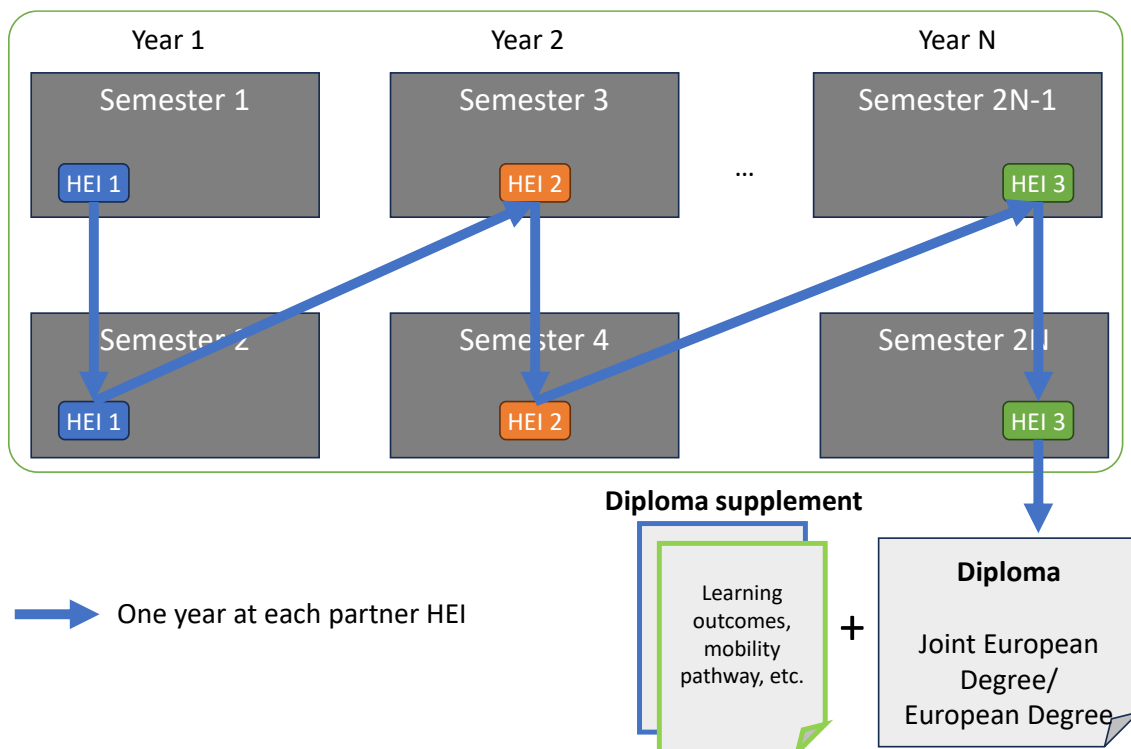 Year 1
Year 2
Year N
Semester 1
Semester 3
Semester 2N-1
HEI 1
HEI 2
...
HEI 3
Semester 2
Semester 4
Semester 2N
HEI 1
HEI 2
HEI 3
One year at each partner HEI
Diploma supplement
Learning
outcomes,
mobility
pathway, etc.
+
Diploma
Joint European
Degree/
European Degree